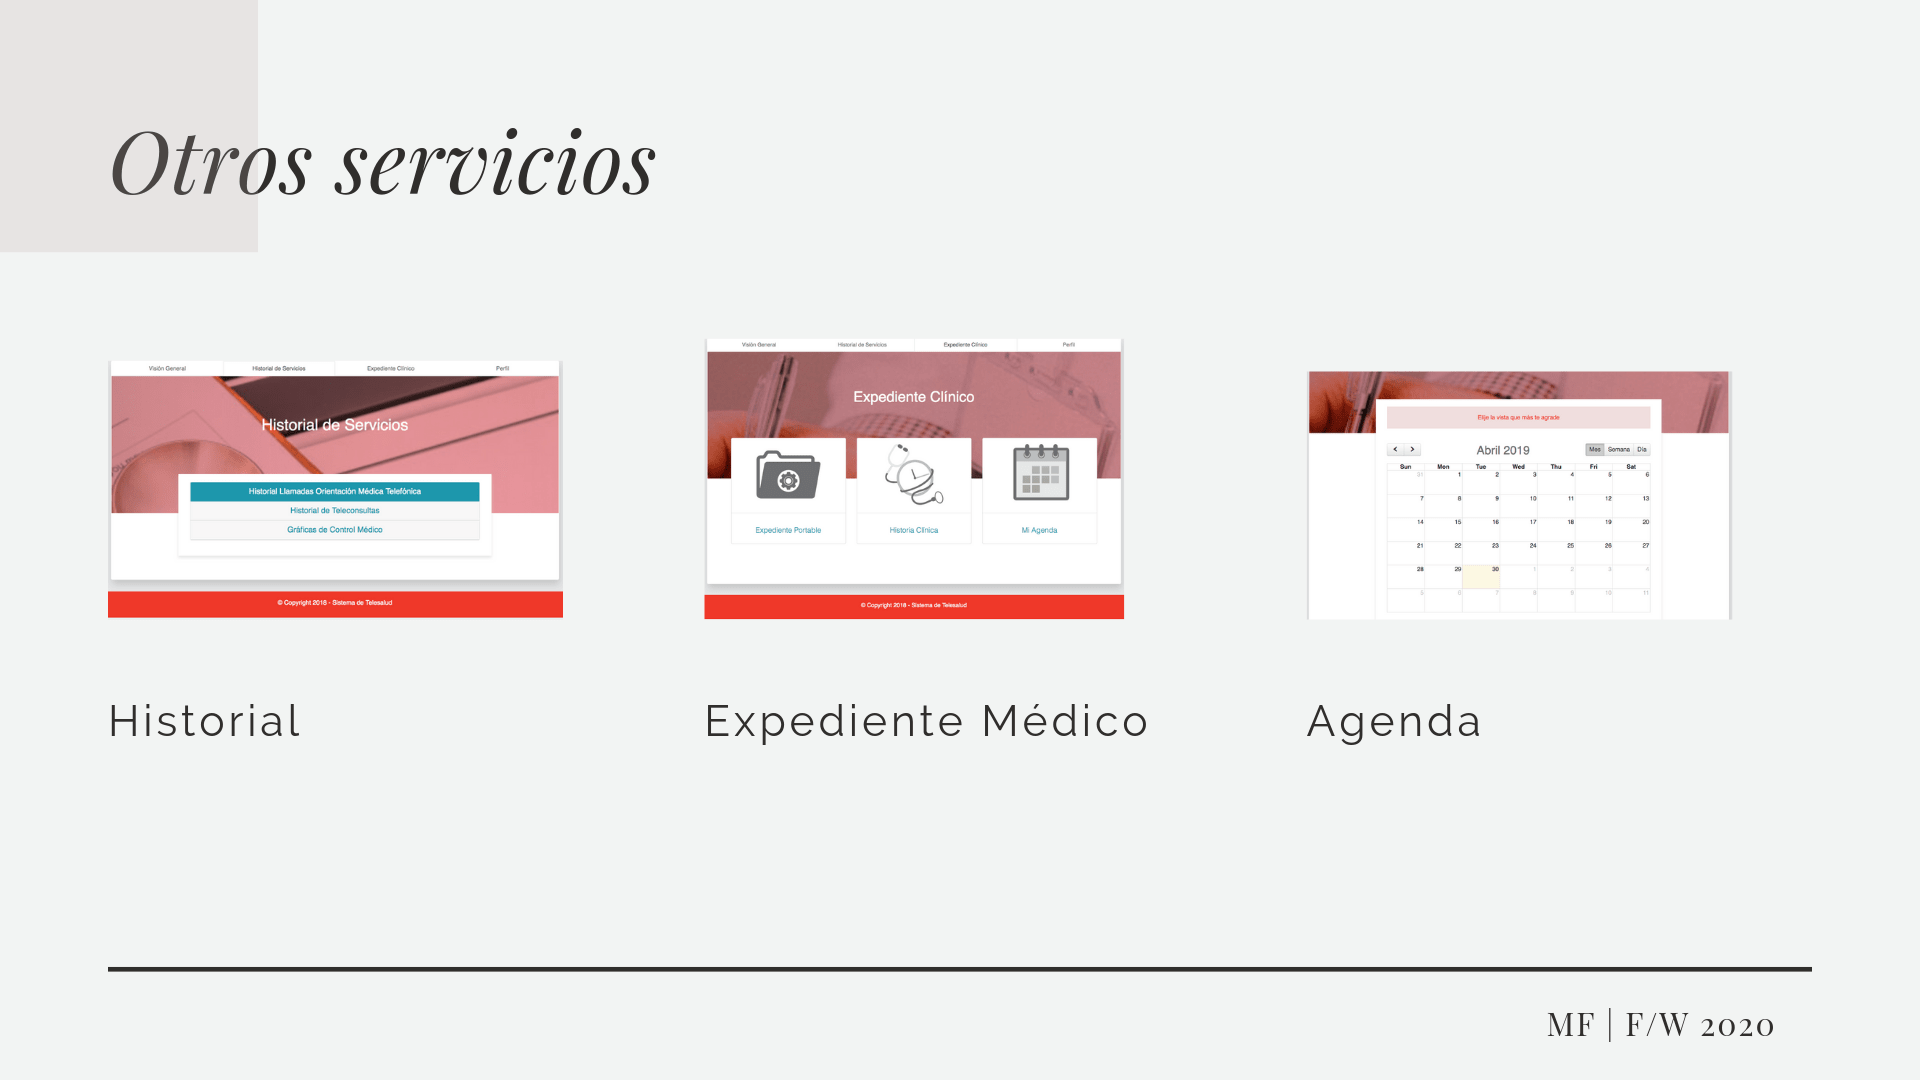 Otros servicios
Visión General Historial de Servicios Expediente Clínico Perfil
Historial de Servicios
Historial Llamadas Orientación Médica Telefónica
Historial de Teleconsultas
Gráficas de Control Médico
© Copyright 2018 - Sistema de Telesalud
Historial
Visión General Historial de Servicios Expediente Clínico Perfil
Expediente Clínico
Expediente Portable Historia Clínica Mi Agenda
© Copyright 2018 - Sistema de Telesalud
Expediente Médico
Elije la vista que más te agrade
< > Abril 2019 Mes Semana Día
Sun Mon Tue Wed Thu Fri Sat
31 1 2 3 4 5 6
7 8 9 10 11 12 13
14 15 16 17 18 19 20
21 22 23 24 25 26 27
28 29 30 1 2 3 4
5 6 7 8 9 10 11
Agenda
MF | F/W 2020